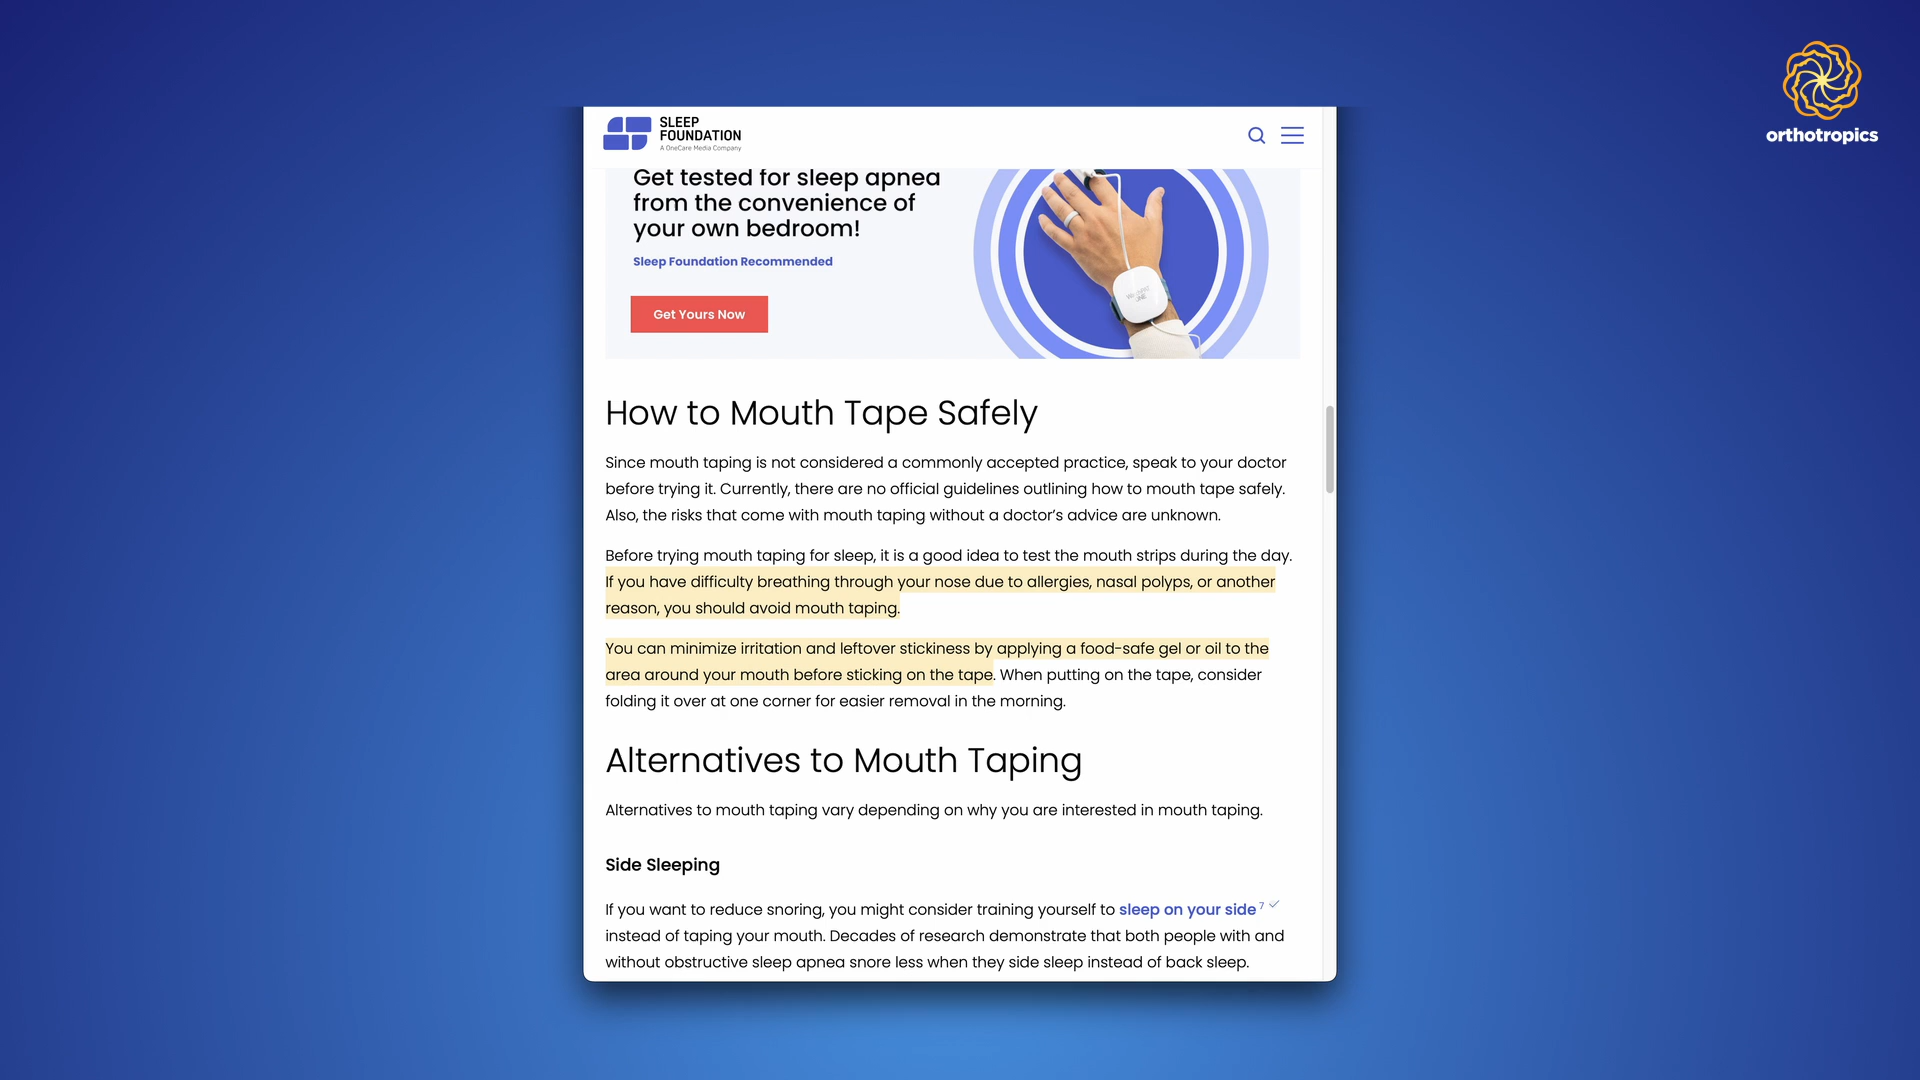 orthotropics
SLEEP
FOUNDATION
A OneCare Media Company
Get tested for sleep apnea
from the convenience of
your own bedroom!
Sleep Foundation Recommended
Get Yours Now
How to Mouth Tape Safely
Since mouth taping is not considered a commonly accepted practice, speak to your doctor
before trying it. Currently, there are no official guidelines outlining how to mouth tape safely.
Also, the risks that come with mouth taping without a doctor’s advice are unknown.
Before trying mouth taping for sleep, it is a good idea to test the mouth strips during the day.
If you have difficulty breathing through your nose due to allergies, nasal polyps, or another
reason, you should avoid mouth taping.
You can minimize irritation and leftover stickiness by applying a food-safe gel or oil to the
area around your mouth before sticking on the tape. When putting on the tape, consider
folding it over at one corner for easier removal in the morning.
Alternatives to Mouth Taping
Alternatives to mouth taping vary depending on why you are interested in mouth taping.
Side Sleeping
If you want to reduce snoring, you might consider training yourself to sleep on your side 7
instead of taping your mouth. Decades of research demonstrate that both people with and
without obstructive sleep apnea snore less when they side sleep instead of back sleep.